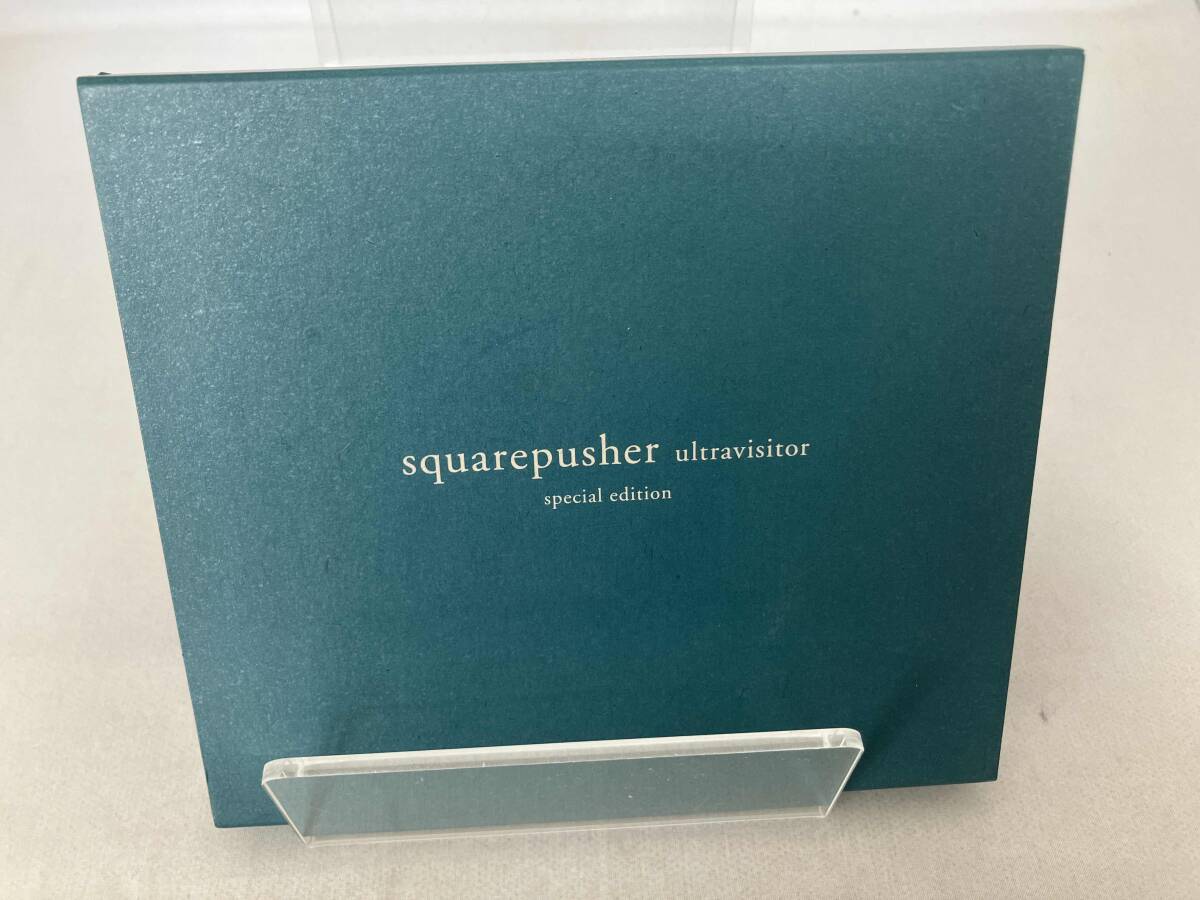 squarepusher ultravisitor
special edition